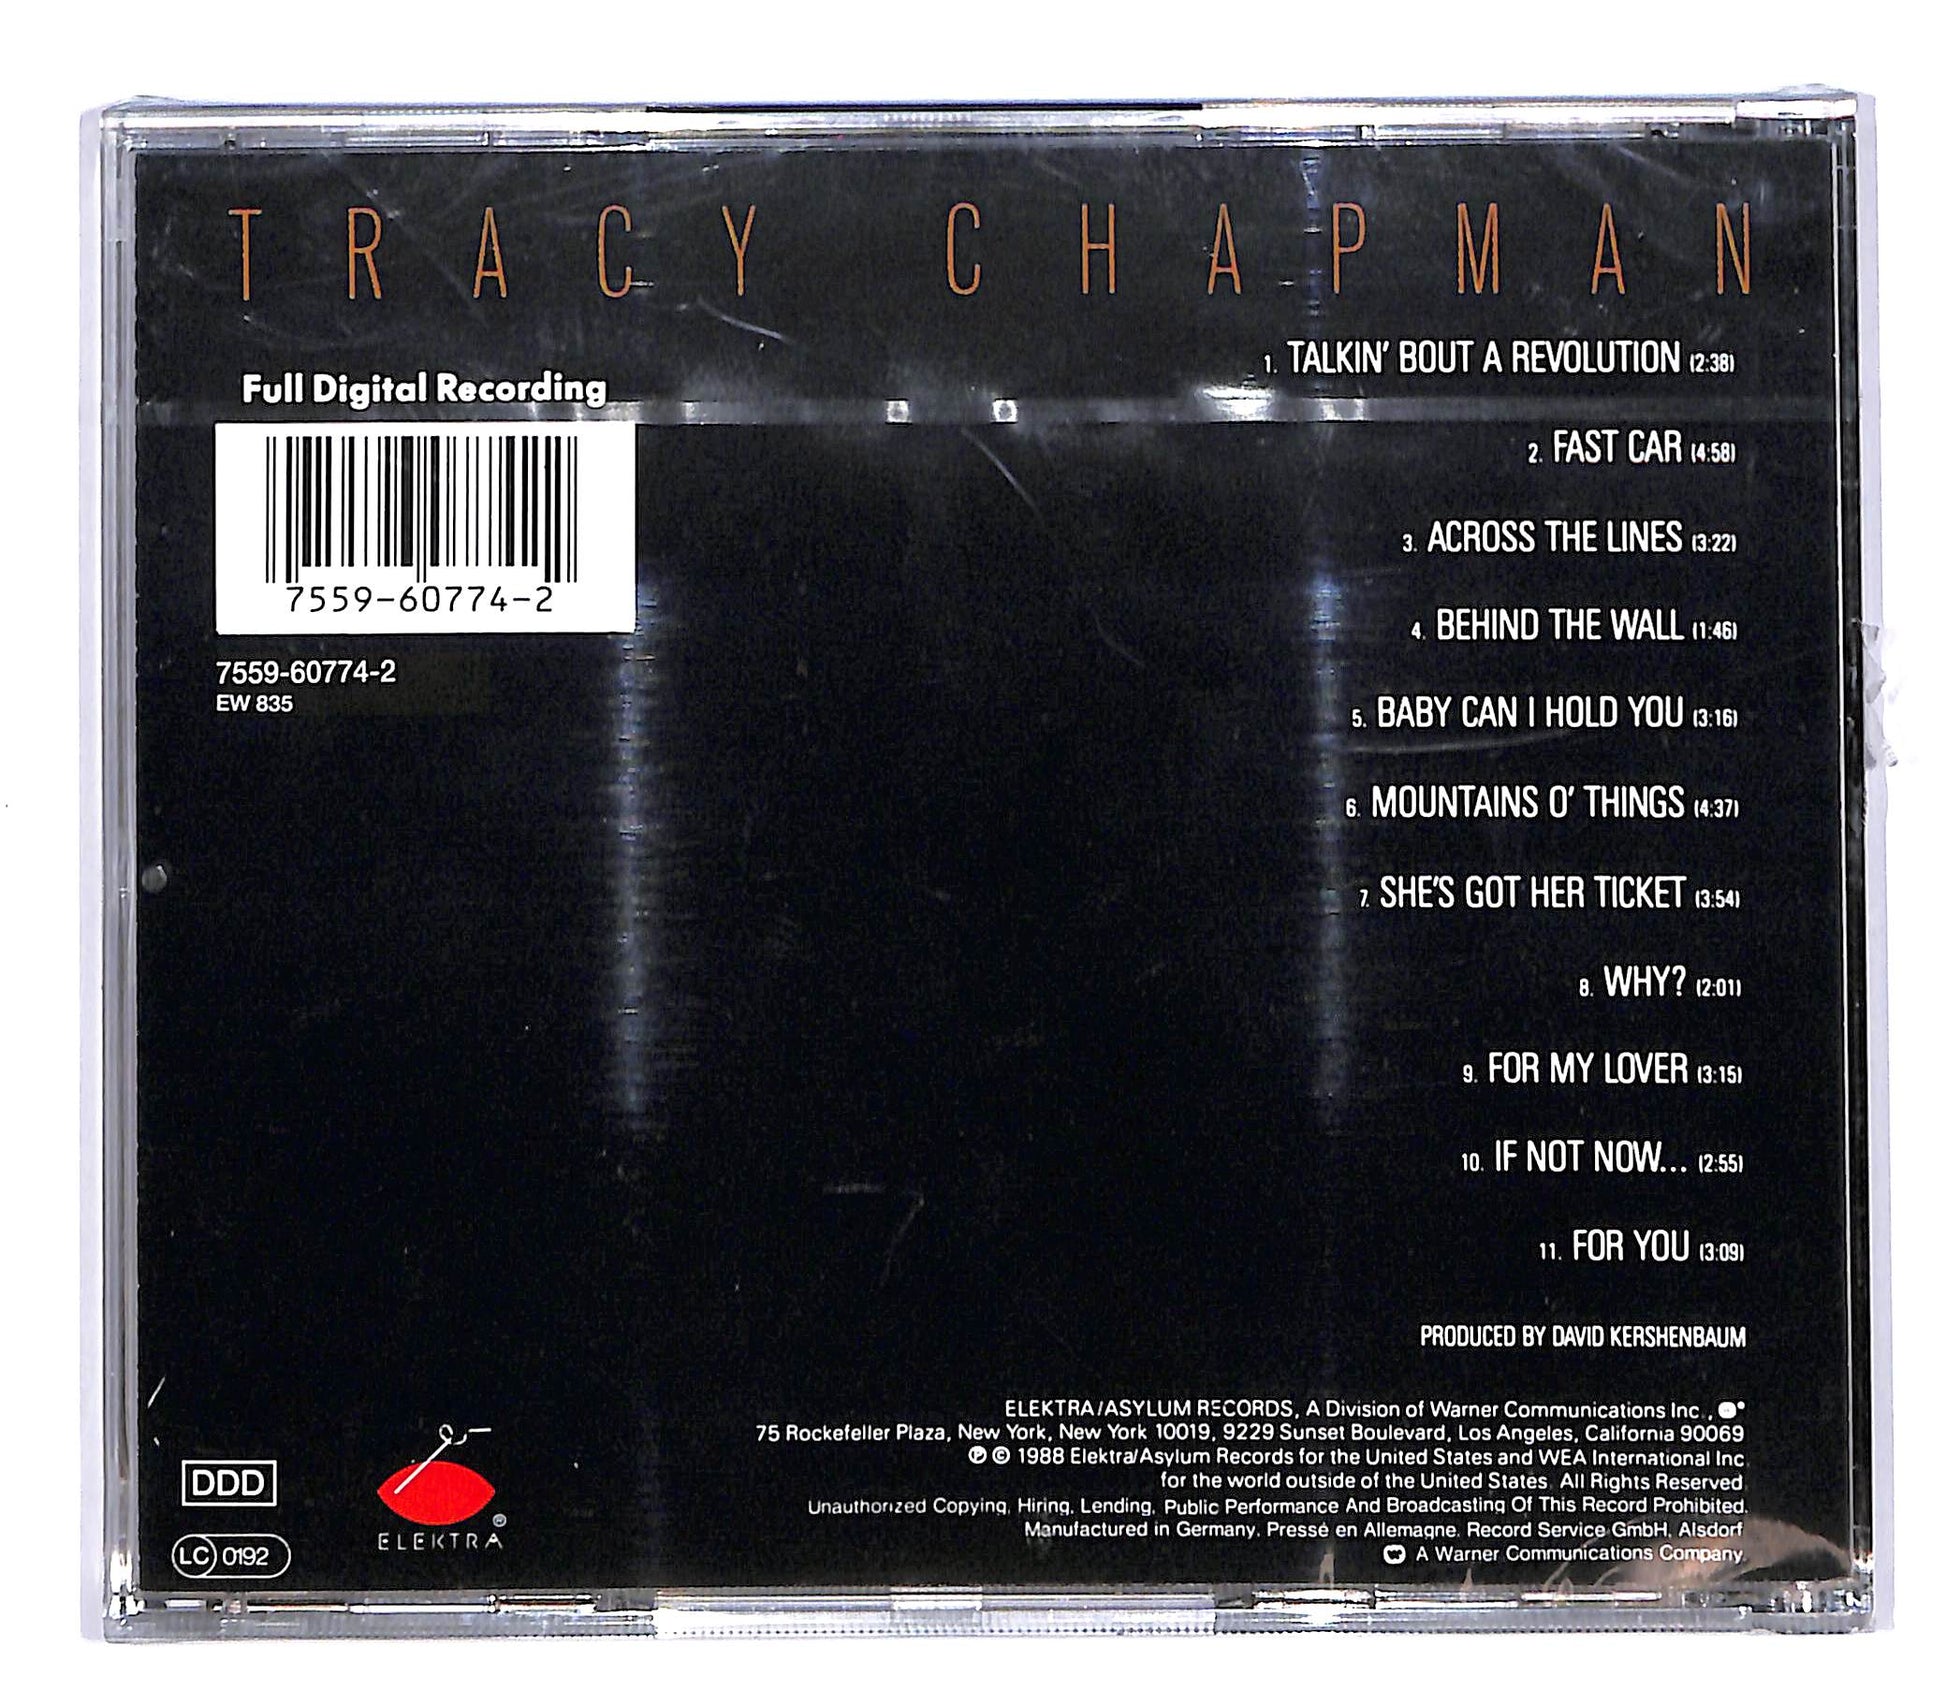 TRACY CHAPMAN
Full Digital Recording
7559-60774-2
7559-60774-2
EW 835
1. TALKIN' BOUT A REVOLUTION (2:38)
2. FAST CAR (4:58)
3. ACROSS THE LINES (3:22)
4. BEHIND THE WALL (1:46)
5. BABY CAN I HOLD YOU (3:16)
6. MOUNTAINS O' THINGS (4:37)
7. SHE'S GOT HER TICKET (3:54)
8. WHY? (2:01)
9. FOR MY LOVER (3:15)
10. IF NOT NOW... (2:55)
11. FOR YOU (3:09)
PRODUCED BY DAVID KERSHENBAUM
ELEKTRA/ASYLUM RECORDS, A Division of Warner Communications Inc.,
75 Rockefeller Plaza, New York, New York 10019, 9229 Sunset Boulevard, Los Angeles, California 90069
℗ © 1988 Elektra/Asylum Records for the United States and WEA International Inc.
for the world outside of the United States. All Rights Reserved.
Unauthorized Copying, Hiring, Lending, Public Performance And Broadcasting Of This Record Prohibited.
Manufactured in Germany. Pressé en Allemagne. Record Service GmbH, Alsdorf
A Warner Communications Company.
DDD
LC 0192
ELEKTRA®